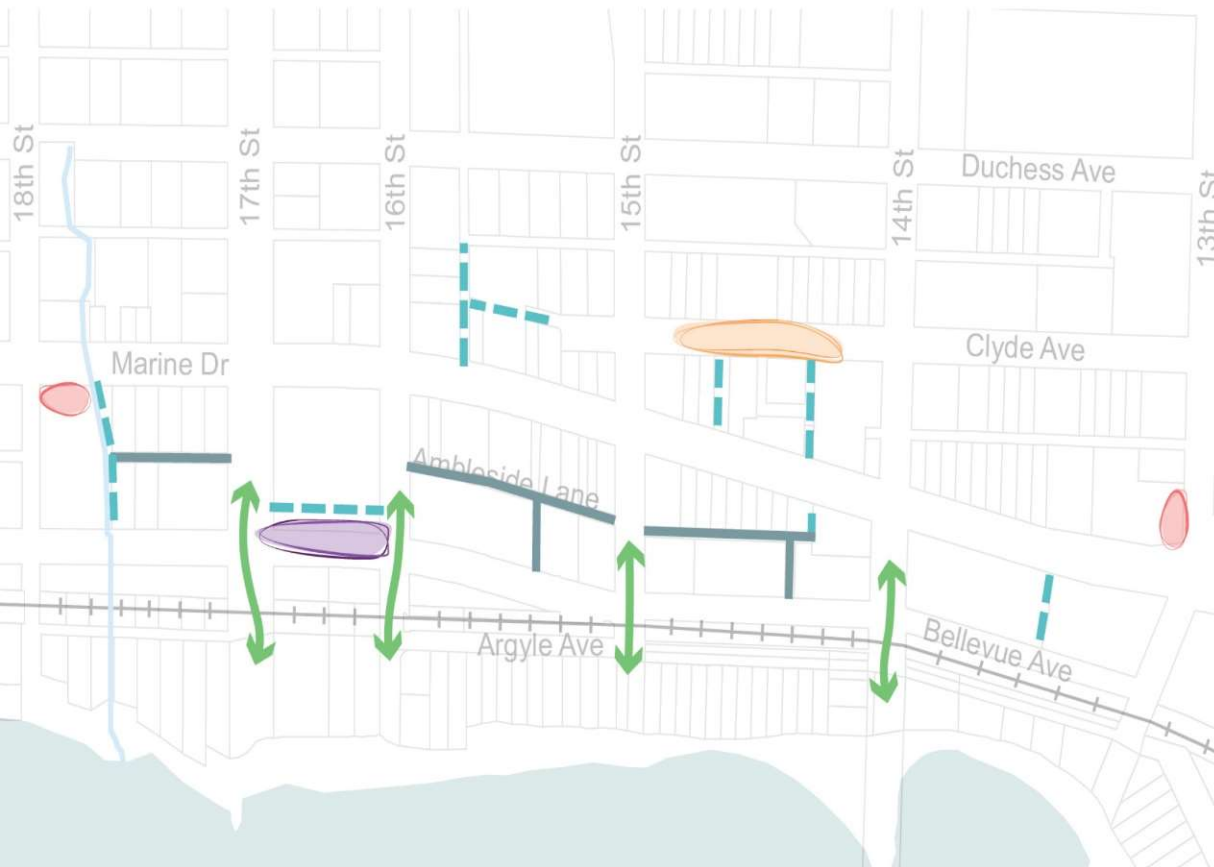 18th St
17th St
16th St
15th St
14th St
13th St
Duchess Ave
Clyde Ave
Marine Dr
Ambleside Lane
Argyle Ave
Bellevue Ave